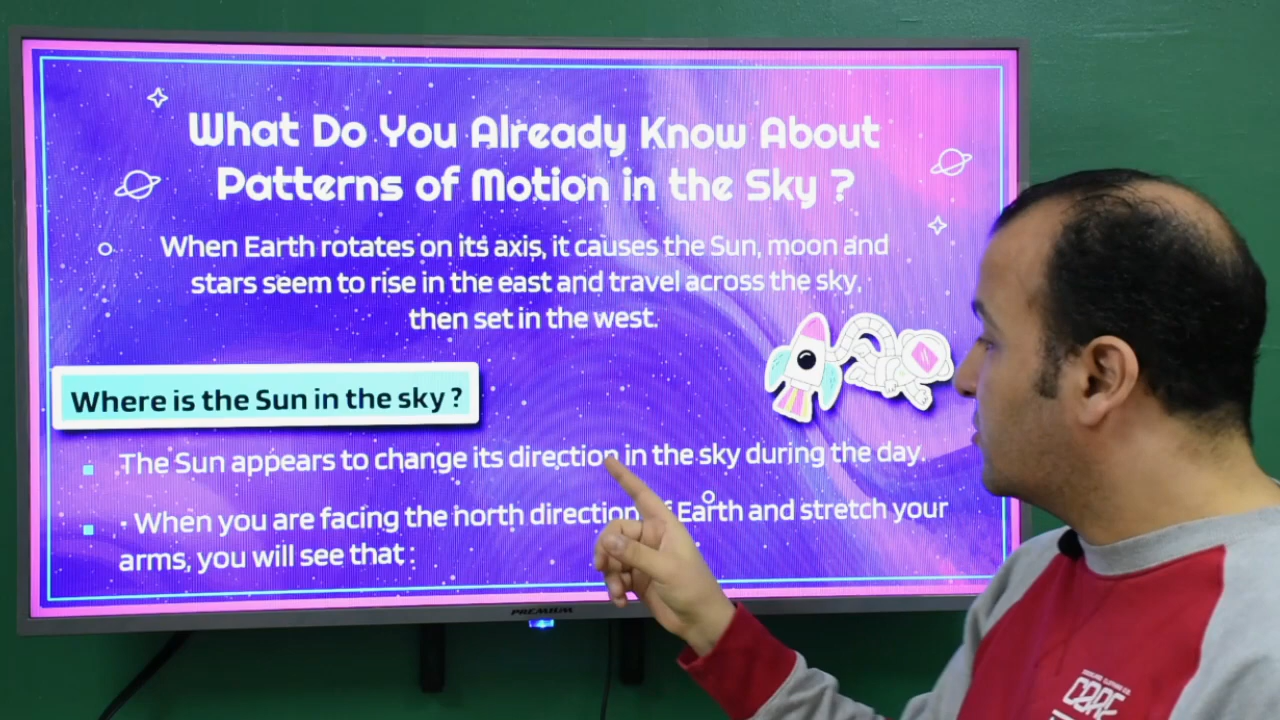 What Do You Already Know About
Patterns of Motion in the Sky ?
When Earth rotates on its axis, it causes the Sun, moon and
stars seem to rise in the east and travel across the sky,
then set in the west.
Where is the Sun in the sky ?
The Sun appears to change its direction in the sky during the day.
· When you are facing the north direction Earth and stretch your
arms, you will see that :
PREMIUM
CORE